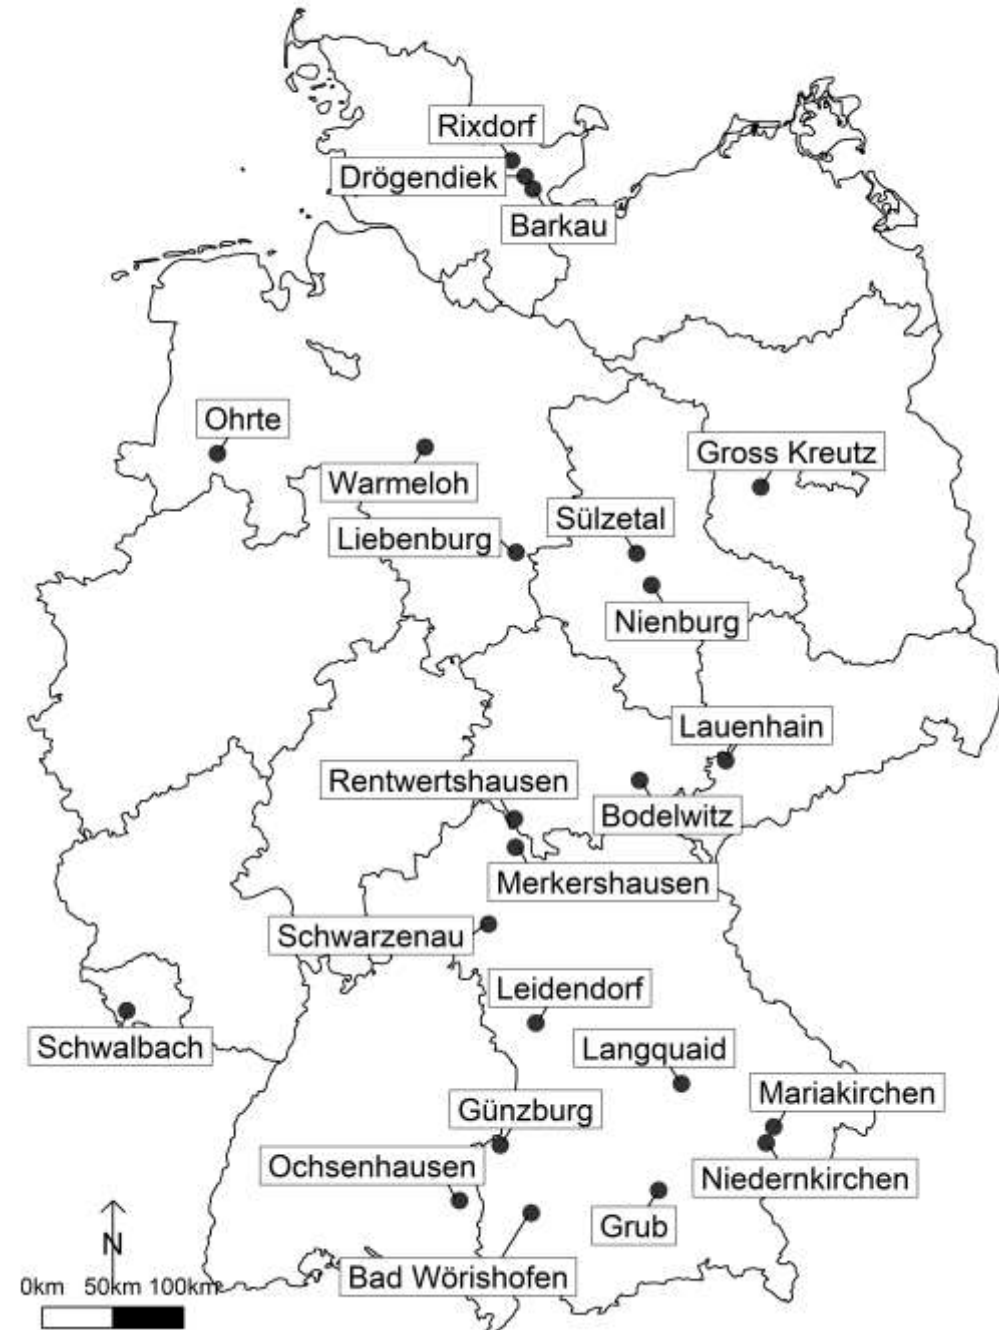 Rixdorf
Drögendiek
Barkau
Ohrte
Warmeloh
Gross Kreutz
Sülzetal
Liebenburg
Nienburg
Lauenhain
Rentwertshausen
Bodelwitz
Merkershausen
Schwarzenau
Leidendorf
Schwalbach
Langquaid
Mariakirchen
Günzburg
Ochsenhausen
Niedernkirchen
Grub
N
Bad Wörishofen
0km 50km 100km